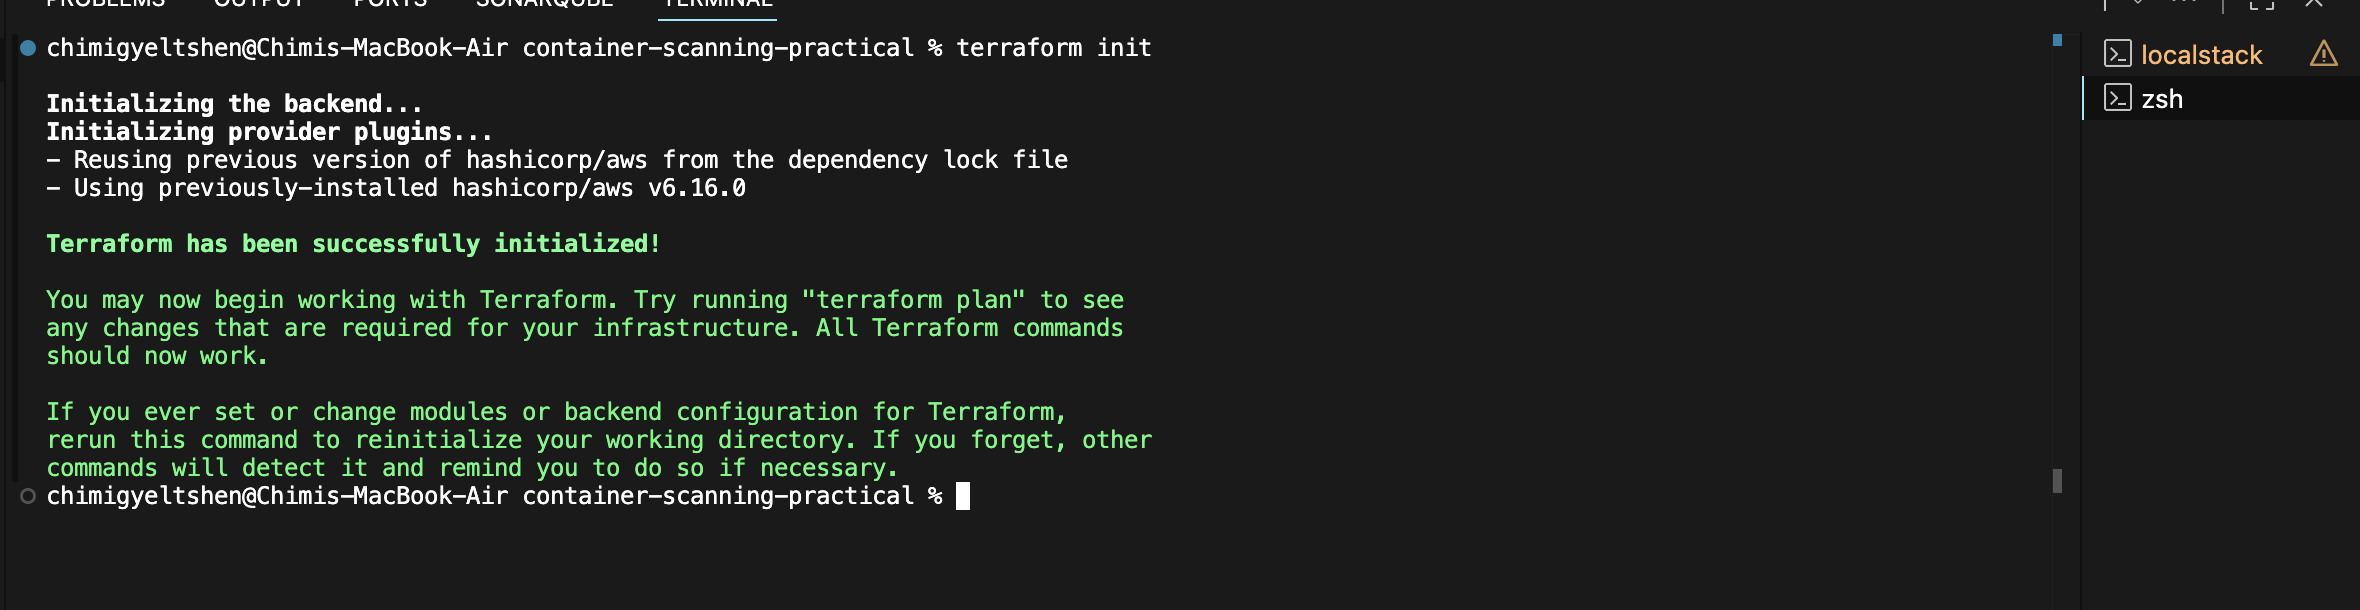 PROBLEMS OUTPUT PORTS SONARQUBE TERMINAL
chimigyeltshen@Chimis-MacBook-Air container-scanning-practical % terraform init
Initializing the backend...
Initializing provider plugins...
- Reusing previous version of hashicorp/aws from the dependency lock file
- Using previously-installed hashicorp/aws v6.16.0
Terraform has been successfully initialized!
You may now begin working with Terraform. Try running "terraform plan" to see
any changes that are required for your infrastructure. All Terraform commands
should now work.
If you ever set or change modules or backend configuration for Terraform,
rerun this command to reinitialize your working directory. If you forget, other
commands will detect it and remind you to do so if necessary.
chimigyeltshen@Chimis-MacBook-Air container-scanning-practical %
localstack
zsh